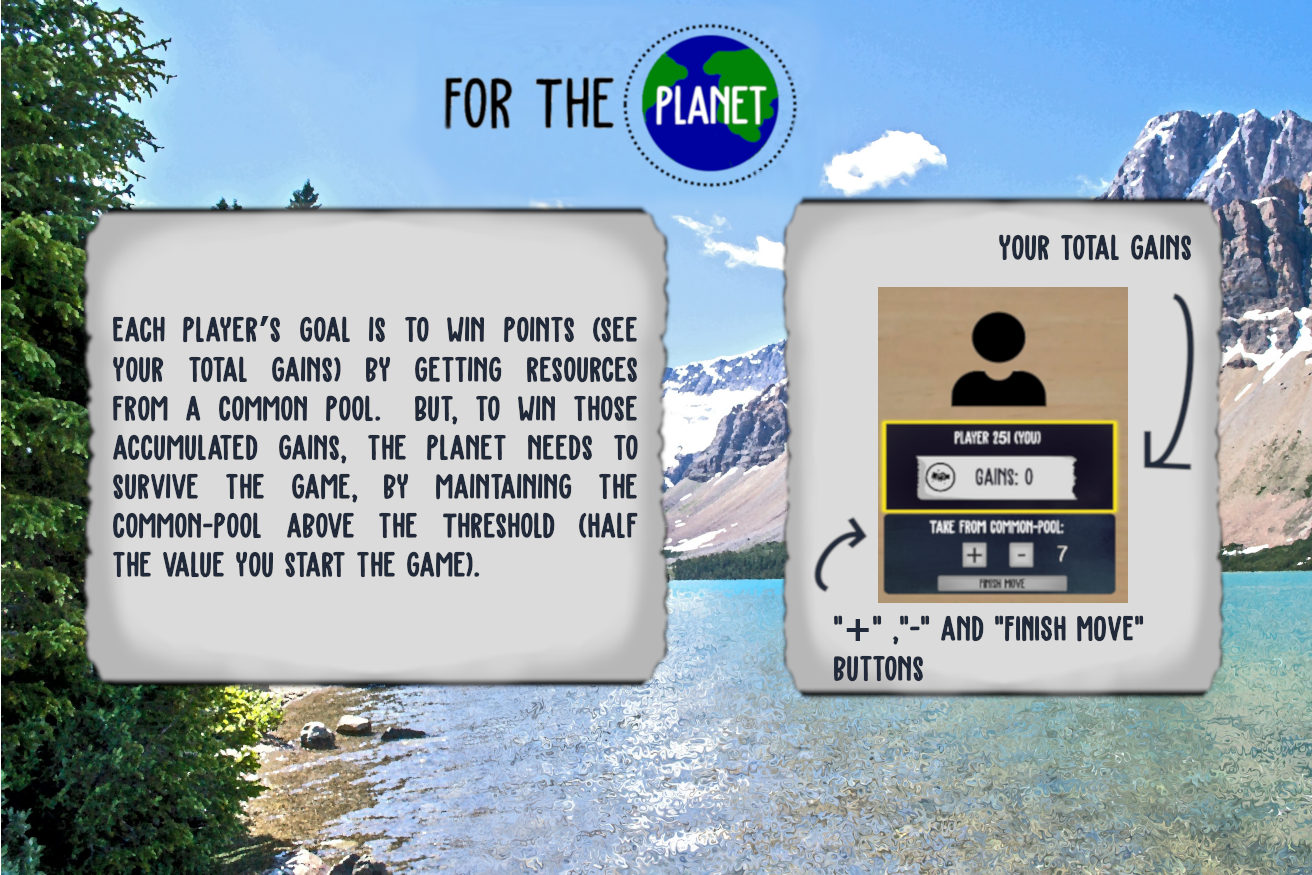 FOR THE PLANET
EACH PLAYER'S GOAL IS TO WIN POINTS (SEE
YOUR TOTAL GAINS) BY GETTING RESOURCES
FROM A COMMON POOL. BUT, TO WIN THOSE
ACCUMULATED GAINS, THE PLANET NEEDS TO
SURVIVE THE GAME, BY MAINTAINING THE
COMMON-POOL ABOVE THE THRESHOLD (HALF
THE VALUE YOU START THE GAME).
YOUR TOTAL GAINS
PLAYER 251 (YOU)
GAINS: 0
TAKE FROM COMMON-POOL:
+ - 7
FINISH MOVE
"+" ,"-" AND "FINISH MOVE"
BUTTONS